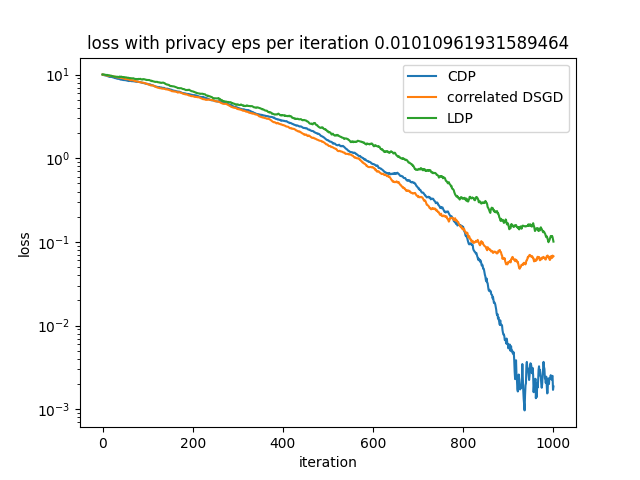 loss with privacy eps per iteration 0.01010961931589464
CDP
correlated DSGD
LDP
10¹
10⁰
10⁻¹
10⁻²
10⁻³
loss
0 200 400 600 800 1000
iteration